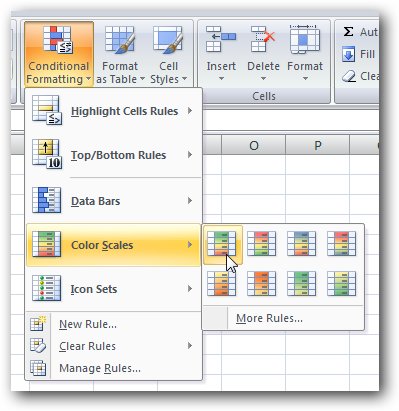 Conditional Formatting
Format as Table
Cell Styles
Insert
Delete
Format
Cells
Σ Aut
Fill
Clea
O P
Highlight Cells Rules
Top/Bottom Rules
10
Data Bars
Color Scales
Icon Sets
New Rule...
Clear Rules
Manage Rules...
More Rules...